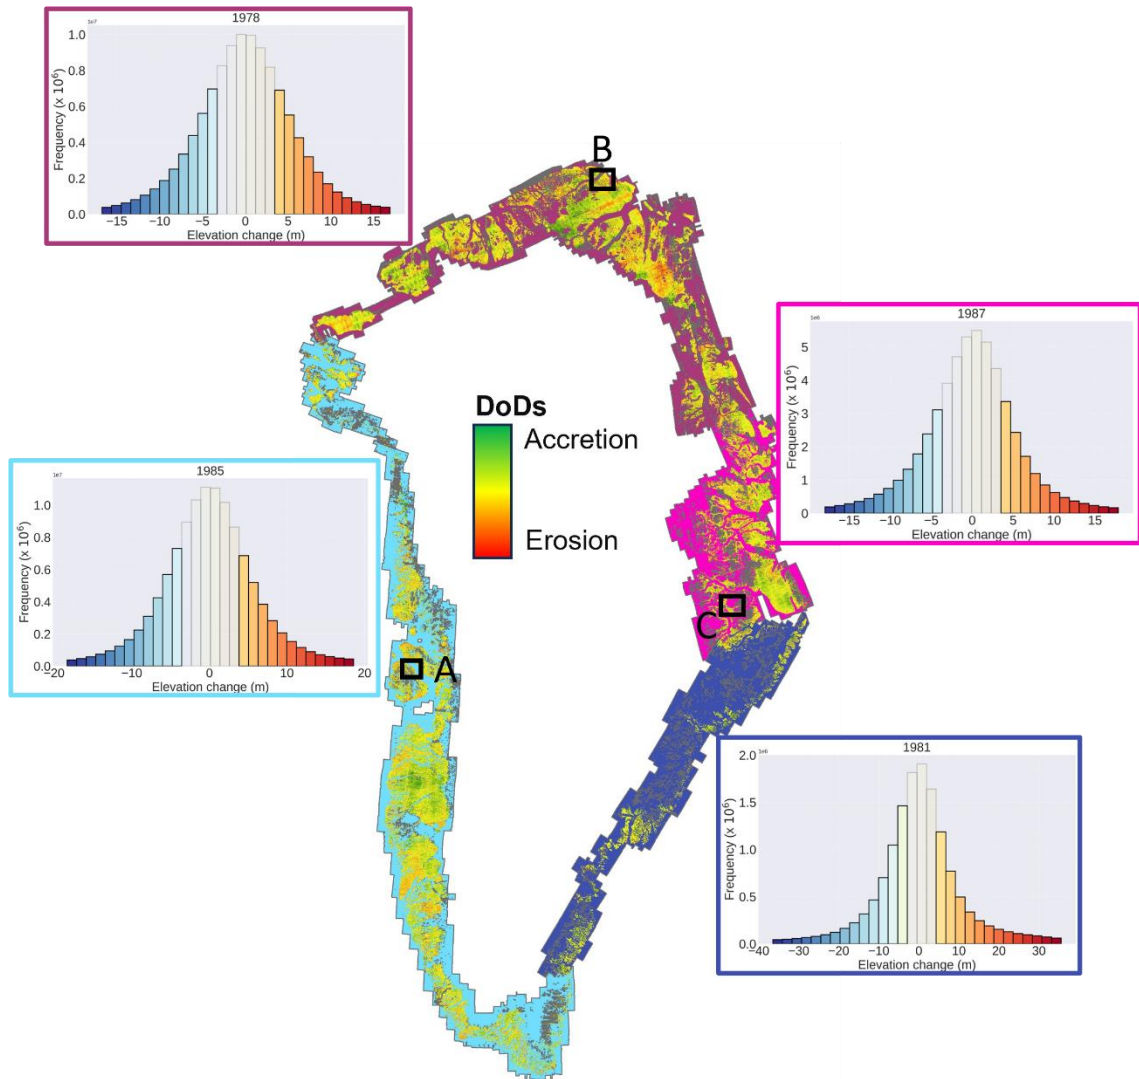 1978
1e7
Frequency (x 10⁶)
1.0
0.8
0.6
0.4
0.2
0.0
−15 −10 −5 0 5 10 15
Elevation change (m)
B
1987
1e6
Frequency (x 10⁶)
5
4
3
2
1
0
−15 −10 −5 0 5 10 15
Elevation change (m)
DoDs
Accretion
Erosion
1985
1e7
Frequency (x 10⁶)
1.0
0.8
0.6
0.4
0.2
0.0
−20 −10 0 10 20
Elevation change (m)
A
C
1981
1e6
Frequency (x 10⁶)
2.0
1.5
1.0
0.5
0.0
−40 −30 −20 −10 0 10 20 30
Elevation change (m)